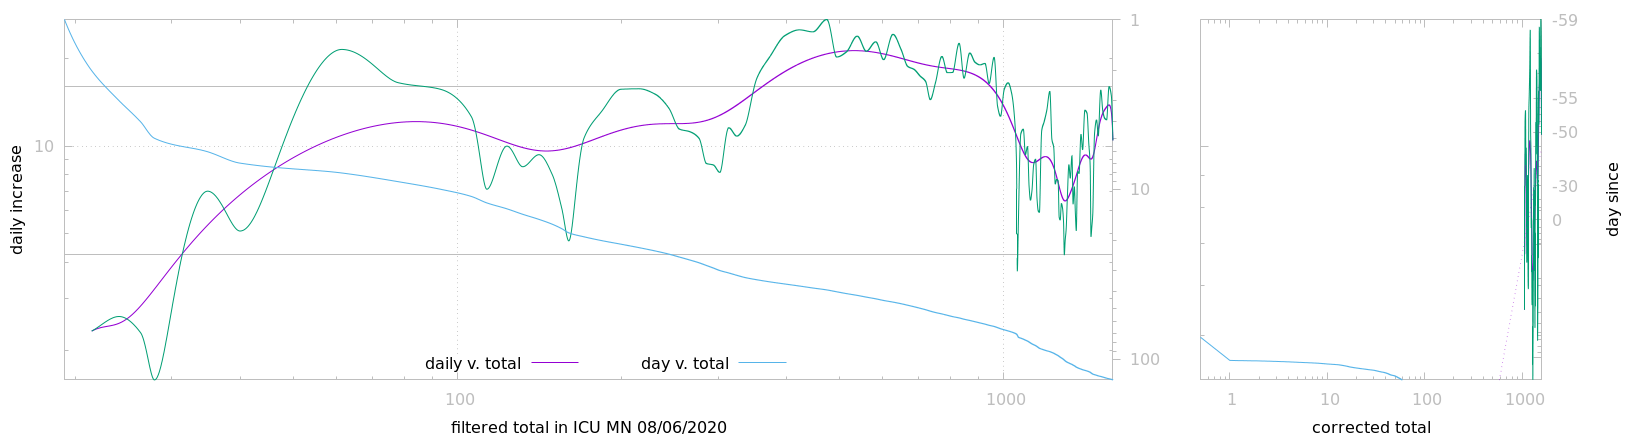 1
-59
-55
10
-50
daily increase
10
-30
day since
0
daily v. total
day v. total
100
100
1000
1
10
100
1000
filtered total in ICU MN 08/06/2020
corrected total